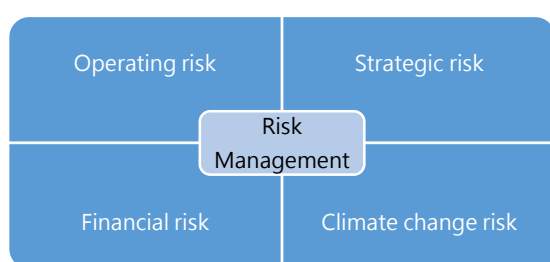 Operating risk
Strategic risk
Risk
Management
Financial risk
Climate change risk